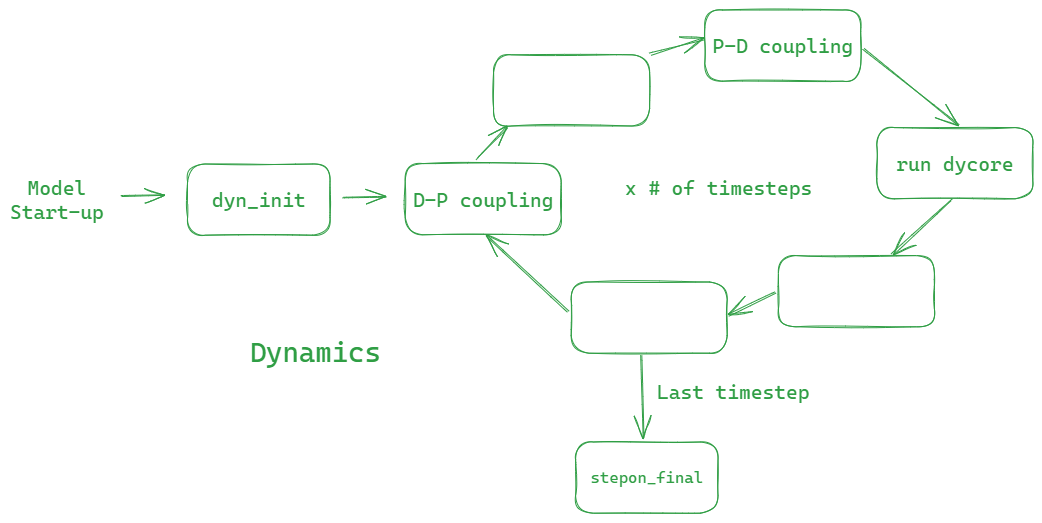 P-D coupling
run dycore
Model
Start-up
dyn_init
D-P coupling
x # of timesteps
Dynamics
Last timestep
stepon_final